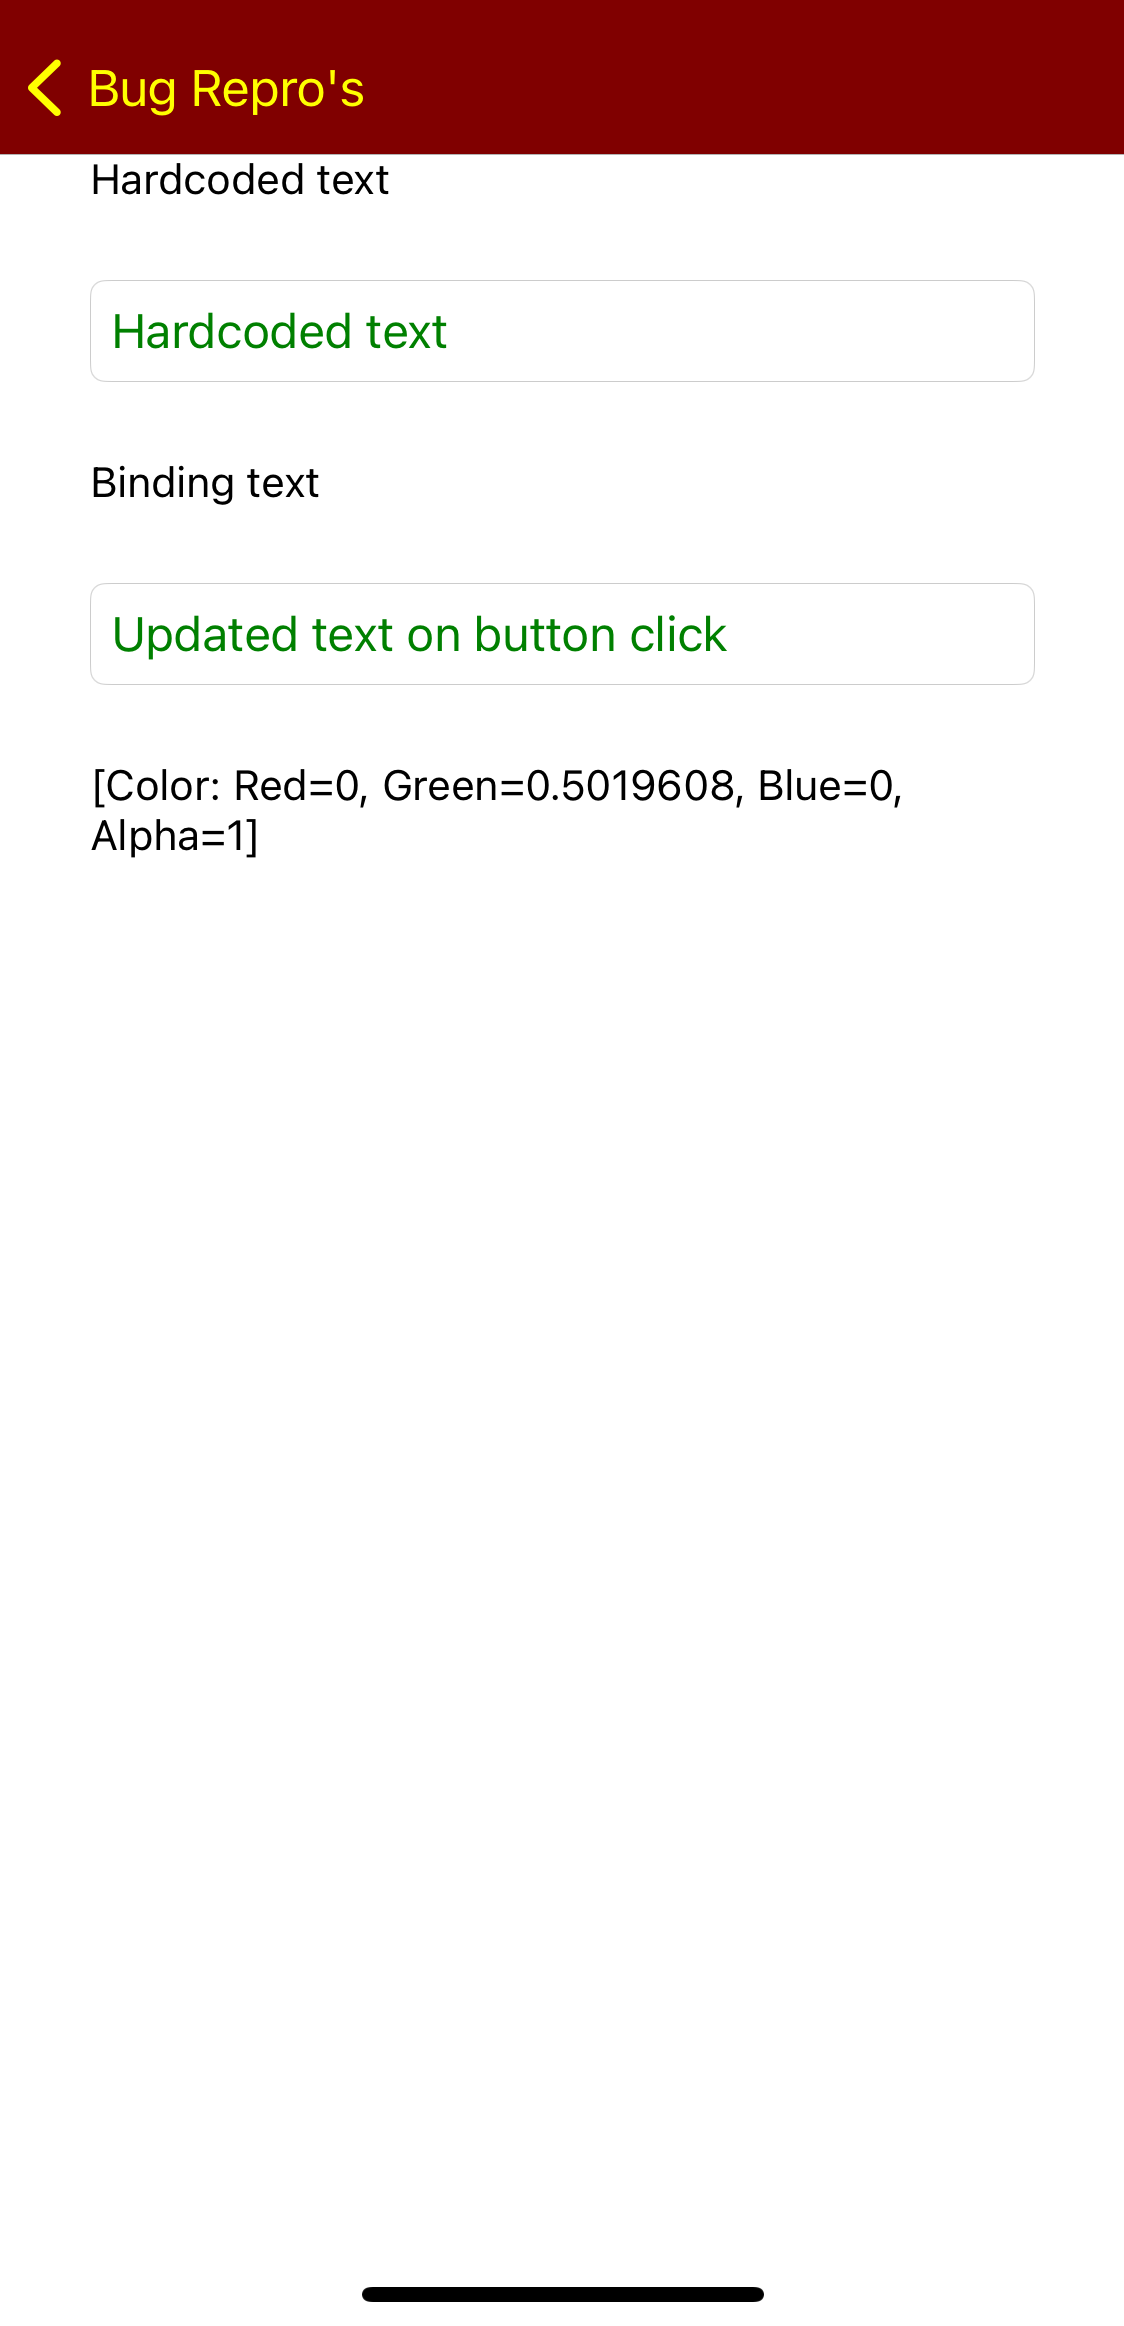 Bug Repro's
Hardcoded text
Hardcoded text
Binding text
Updated text on button click
[Color: Red=0, Green=0.5019608, Blue=0,
Alpha=1]